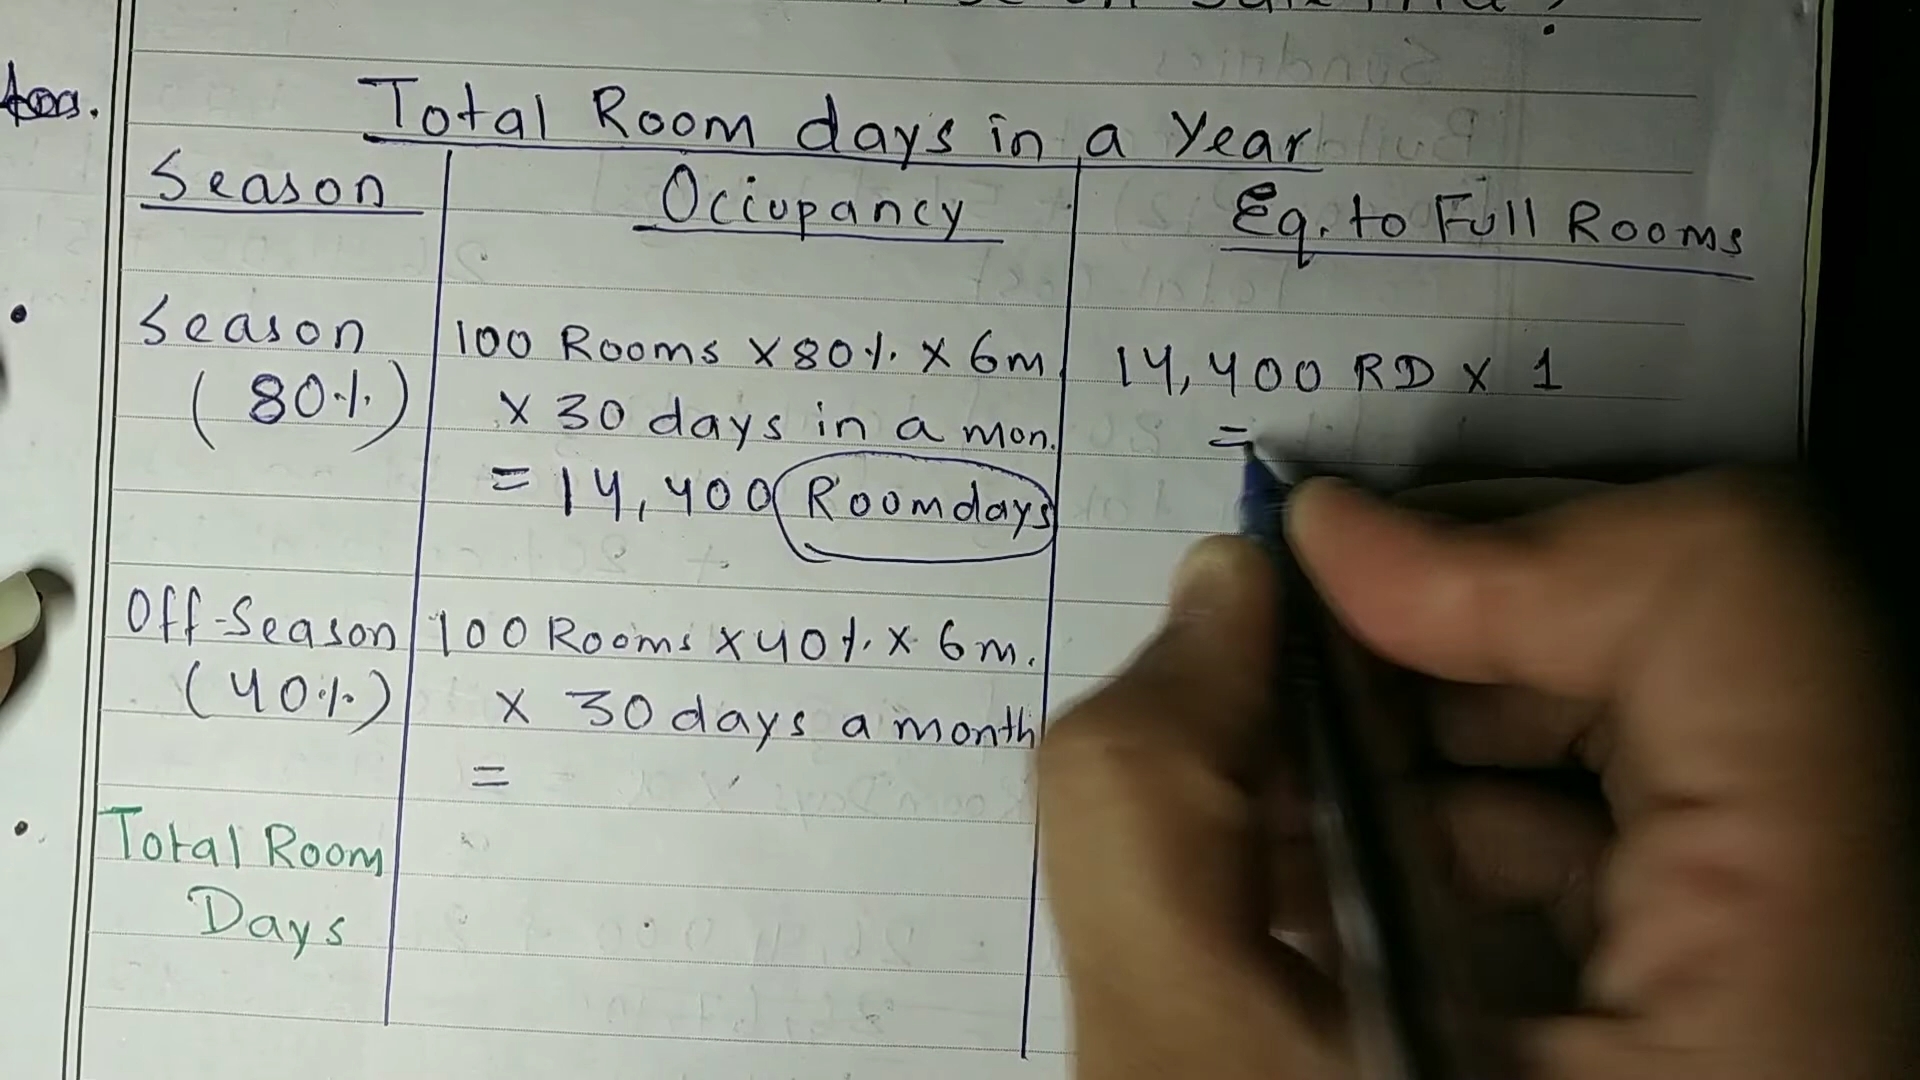 Total Room days in a Year
Season
Ociupancy
Eq. to Full Rooms
Season
(80%)
100 Rooms x 80% x 6m
x 30 days in a mon.
= 14,400 Roomdays
14,400 RD x 1
=
Off-Season
(40%)
100 Rooms x 40% x 6m.
x 30 days a month
=
Total Room
Days